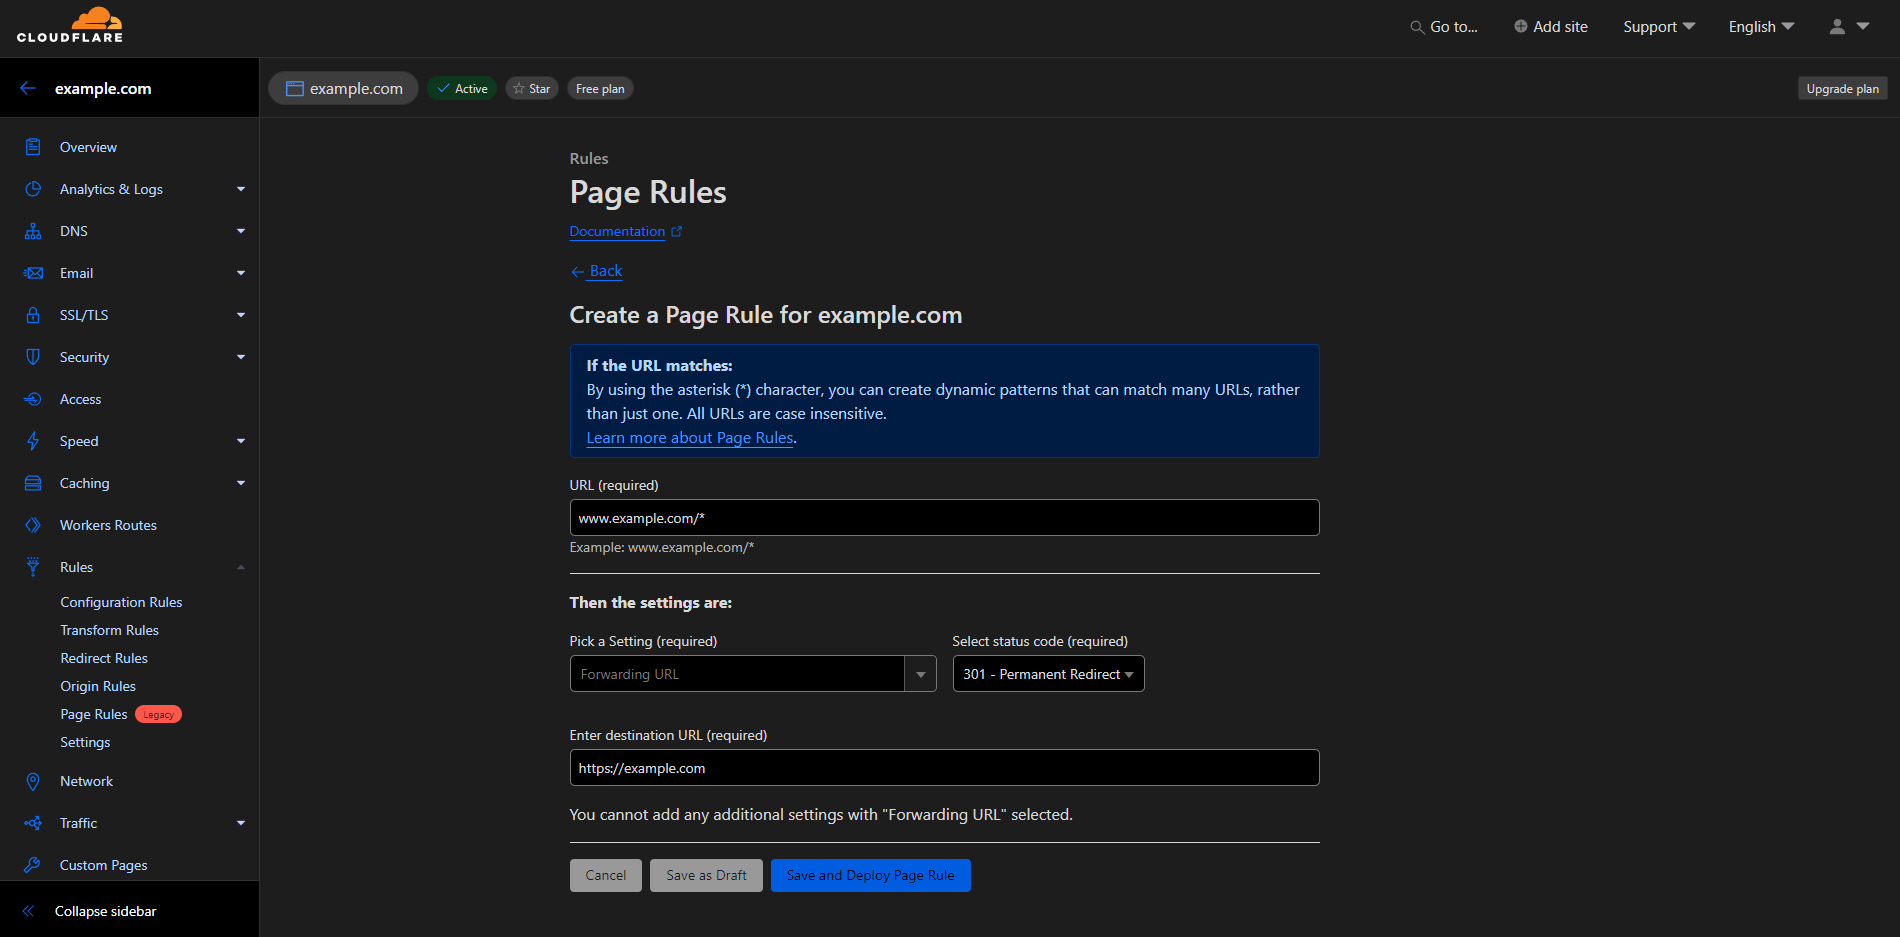 CLOUDFLARE
Go to...
Add site
Support
English
example.com
example.com
Active
Star
Free plan
Upgrade plan
Overview
Analytics & Logs
DNS
Email
SSL/TLS
Security
Access
Speed
Caching
Workers Routes
Rules
Configuration Rules
Transform Rules
Redirect Rules
Origin Rules
Page Rules Legacy
Settings
Network
Traffic
Custom Pages
Collapse sidebar
Rules
Page Rules
Documentation
Back
Create a Page Rule for example.com
If the URL matches:
By using the asterisk (*) character, you can create dynamic patterns that can match many URLs, rather
than just one. All URLs are case insensitive.
Learn more about Page Rules.
URL (required)
www.example.com/*
Example: www.example.com/*
Then the settings are:
Pick a Setting (required)
Select status code (required)
Forwarding URL
301 - Permanent Redirect
Enter destination URL (required)
https://example.com
You cannot add any additional settings with "Forwarding URL" selected.
Cancel
Save as Draft
Save and Deploy Page Rule